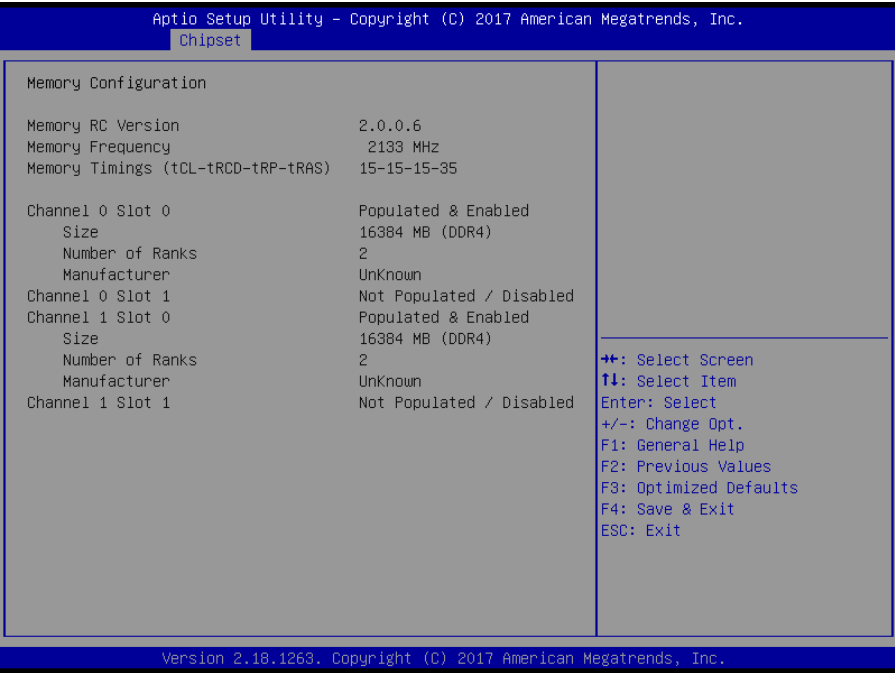 Aptio Setup Utility – Copyright (C) 2017 American Megatrends, Inc.
Chipset
Memory Configuration
Memory RC Version 2.0.0.6
Memory Frequency 2133 MHz
Memory Timings (tCL-tRCD-tRP-tRAS) 15-15-15-35
Channel 0 Slot 0 Populated & Enabled
Size 16384 MB (DDR4)
Number of Ranks 2
Manufacturer UnKnown
Channel 0 Slot 1 Not Populated / Disabled
Channel 1 Slot 0 Populated & Enabled
Size 16384 MB (DDR4)
Number of Ranks 2
Manufacturer UnKnown
Channel 1 Slot 1 Not Populated / Disabled
→←: Select Screen
↑↓: Select Item
Enter: Select
+/-: Change Opt.
F1: General Help
F2: Previous Values
F3: Optimized Defaults
F4: Save & Exit
ESC: Exit
Version 2.18.1263. Copyright (C) 2017 American Megatrends, Inc.